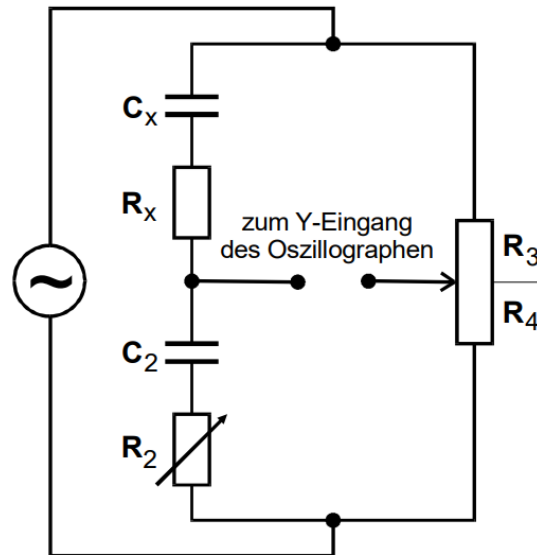 Cx
Rx
zum Y-Eingang
des Oszillographen
R3
~
R4
C2
R2